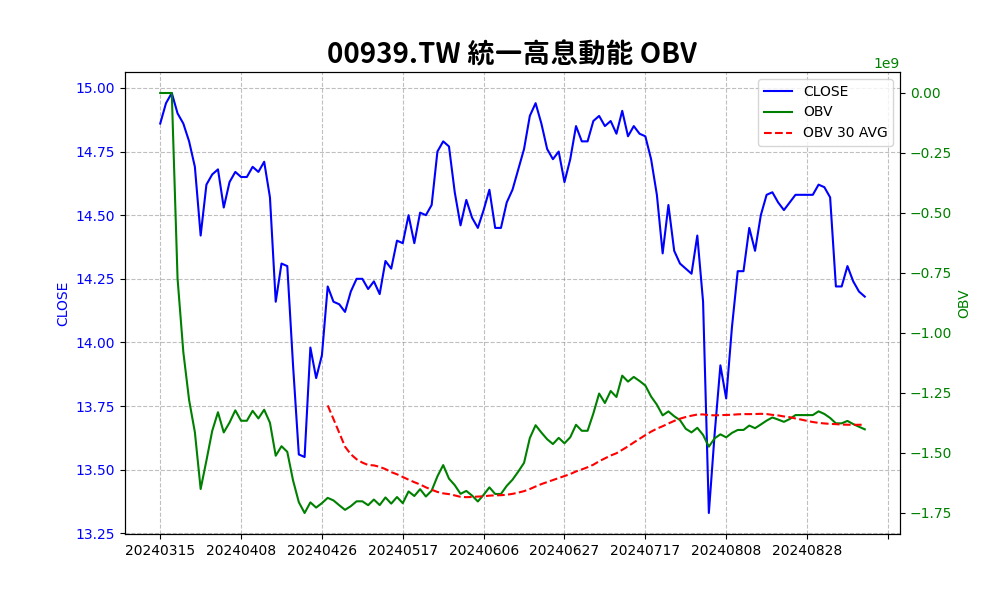 00939.TW 統一高息動能 OBV
1e9
CLOSE
OBV
OBV 30 AVG
15.00
14.75
14.50
14.25
14.00
13.75
13.50
13.25
CLOSE
0.00
−0.25
−0.50
−0.75
−1.00
−1.25
−1.50
−1.75
OBV
20240315 20240408 20240426 20240517 20240606 20240627 20240717 20240808 20240828